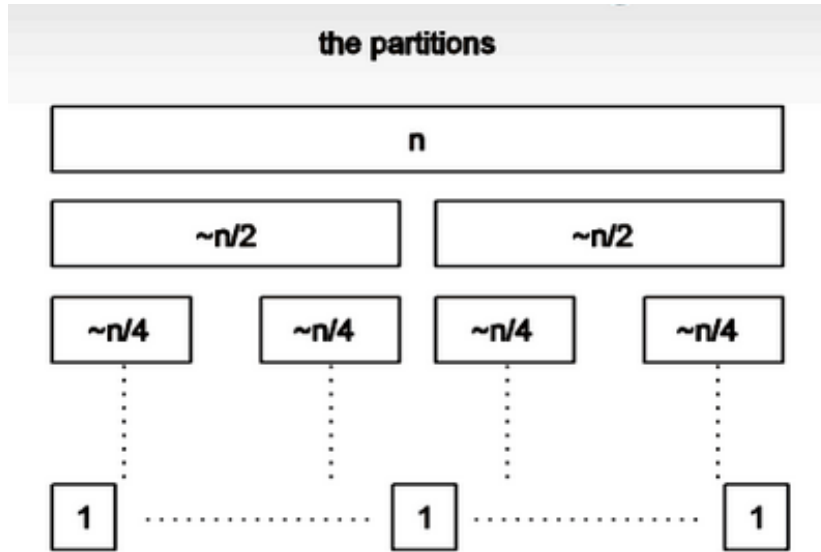 the partitions
n
~n/2 ~n/2
~n/4 ~n/4 ~n/4 ~n/4
1 1 1